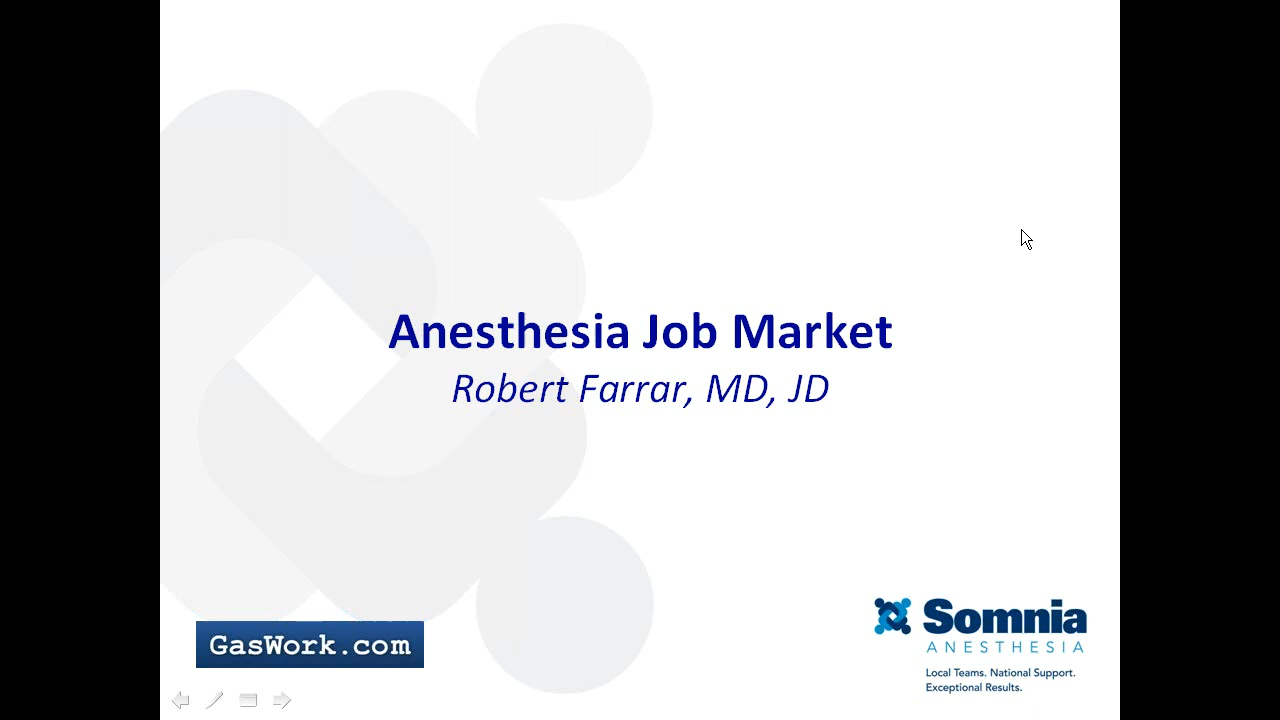 Anesthesia Job Market
Robert Farrar, MD, JD
GasWork.com
Somnia
ANESTHESIA
Local Teams. National Support.
Exceptional Results.